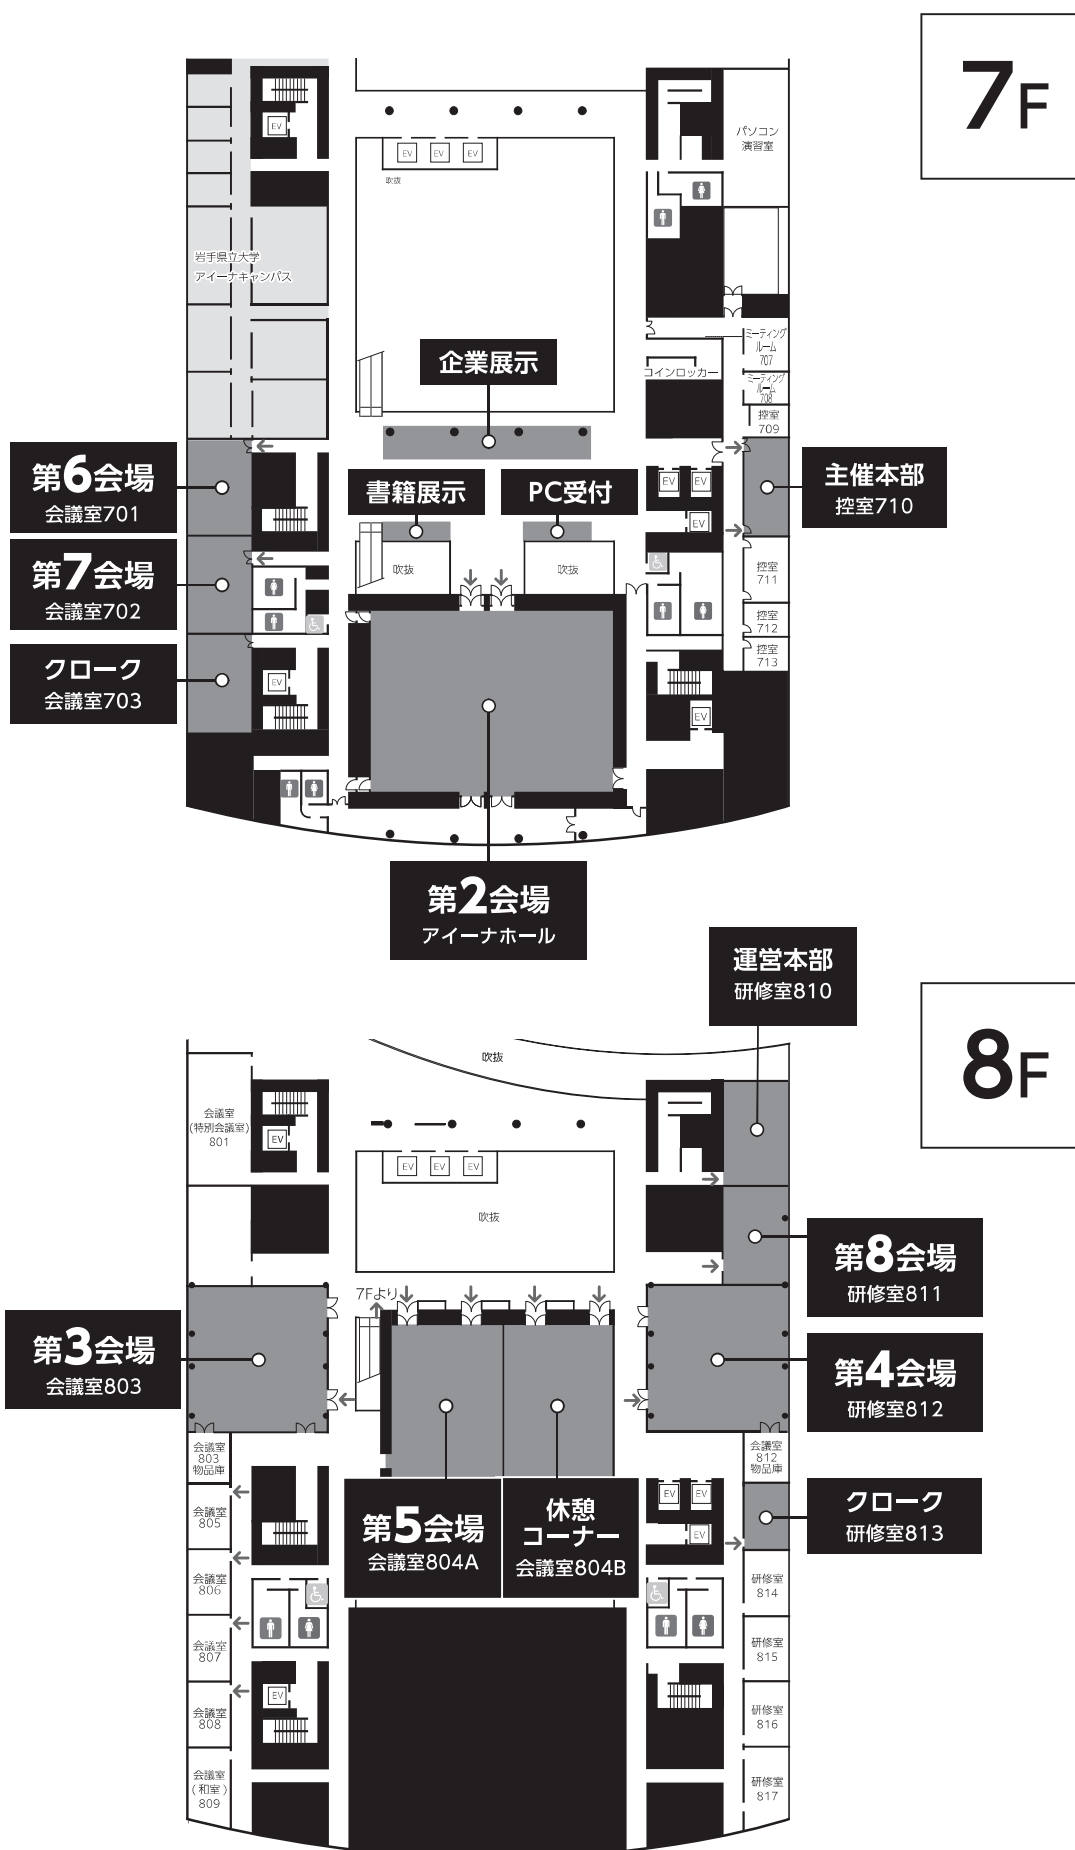 7F
EV
EV
EV
EV
吹抜
パソコン
演習室
岩手県立大学
アイーナキャンパス
企業展示
コインロッカー
ミーティング
ルーム
707
ミーティング
ルーム
708
控室
709
第6会場
会議室701
書籍展示
PC受付
EV
EV
EV
主催本部
控室710
第7会場
会議室702
吹抜
吹抜
控室
711
控室
712
控室
713
クローク
会議室703
EV
EV
第2会場
アイーナホール
運営本部
研修室810
8F
吹抜
会議室
(特別会議室)
801
EV
EV
EV
EV
吹抜
第8会場
研修室811
7Fより
第3会場
会議室803
第4会場
研修室812
会議室
803
物品庫
会議室
812
物品庫
第5会場
会議室804A
休憩
コーナー
会議室804B
EV
EV
EV
クローク
研修室813
会議室
805
会議室
806
研修室
814
会議室
807
研修室
815
EV
会議室
808
研修室
816
会議室
(和室)
809
研修室
817